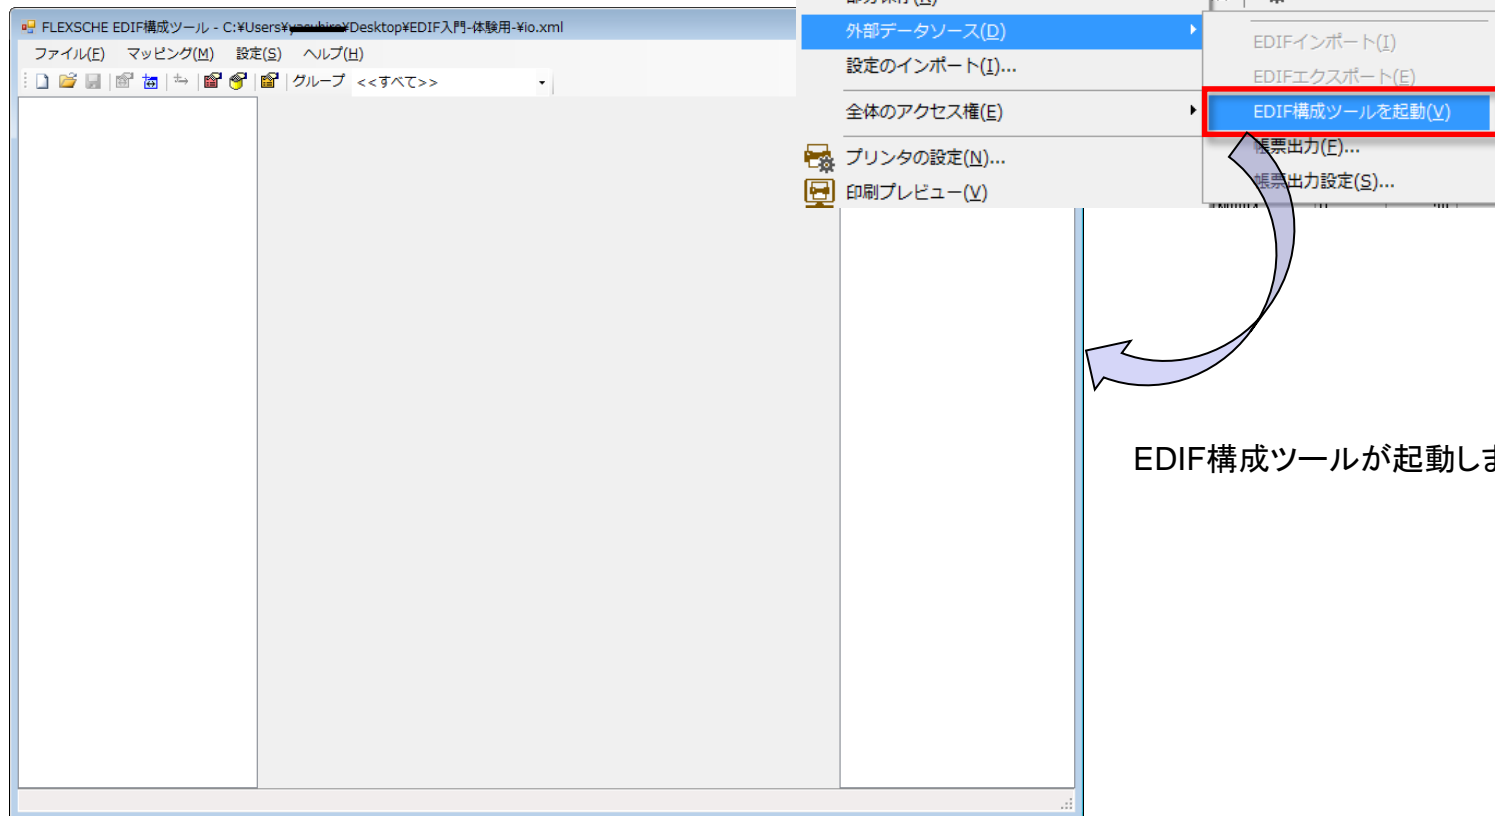 FLEXSCHE EDIF構成ツール - C:¥Users¥ ¥Desktop¥EDIF入門-体験用-¥io.xml
ファイル(F) マッピング(M) 設定(S) ヘルプ(H)
グループ <<すべて>>
外部データソース(D)
設定のインポート(I)...
全体のアクセス権(E)
プリンタの設定(N)...
印刷プレビュー(V)
EDIFインポート(I)
EDIFエクスポート(E)
EDIF構成ツールを起動(V)
帳票出力(F)...
帳票出力設定(S)...
EDIF構成ツールが起動しま